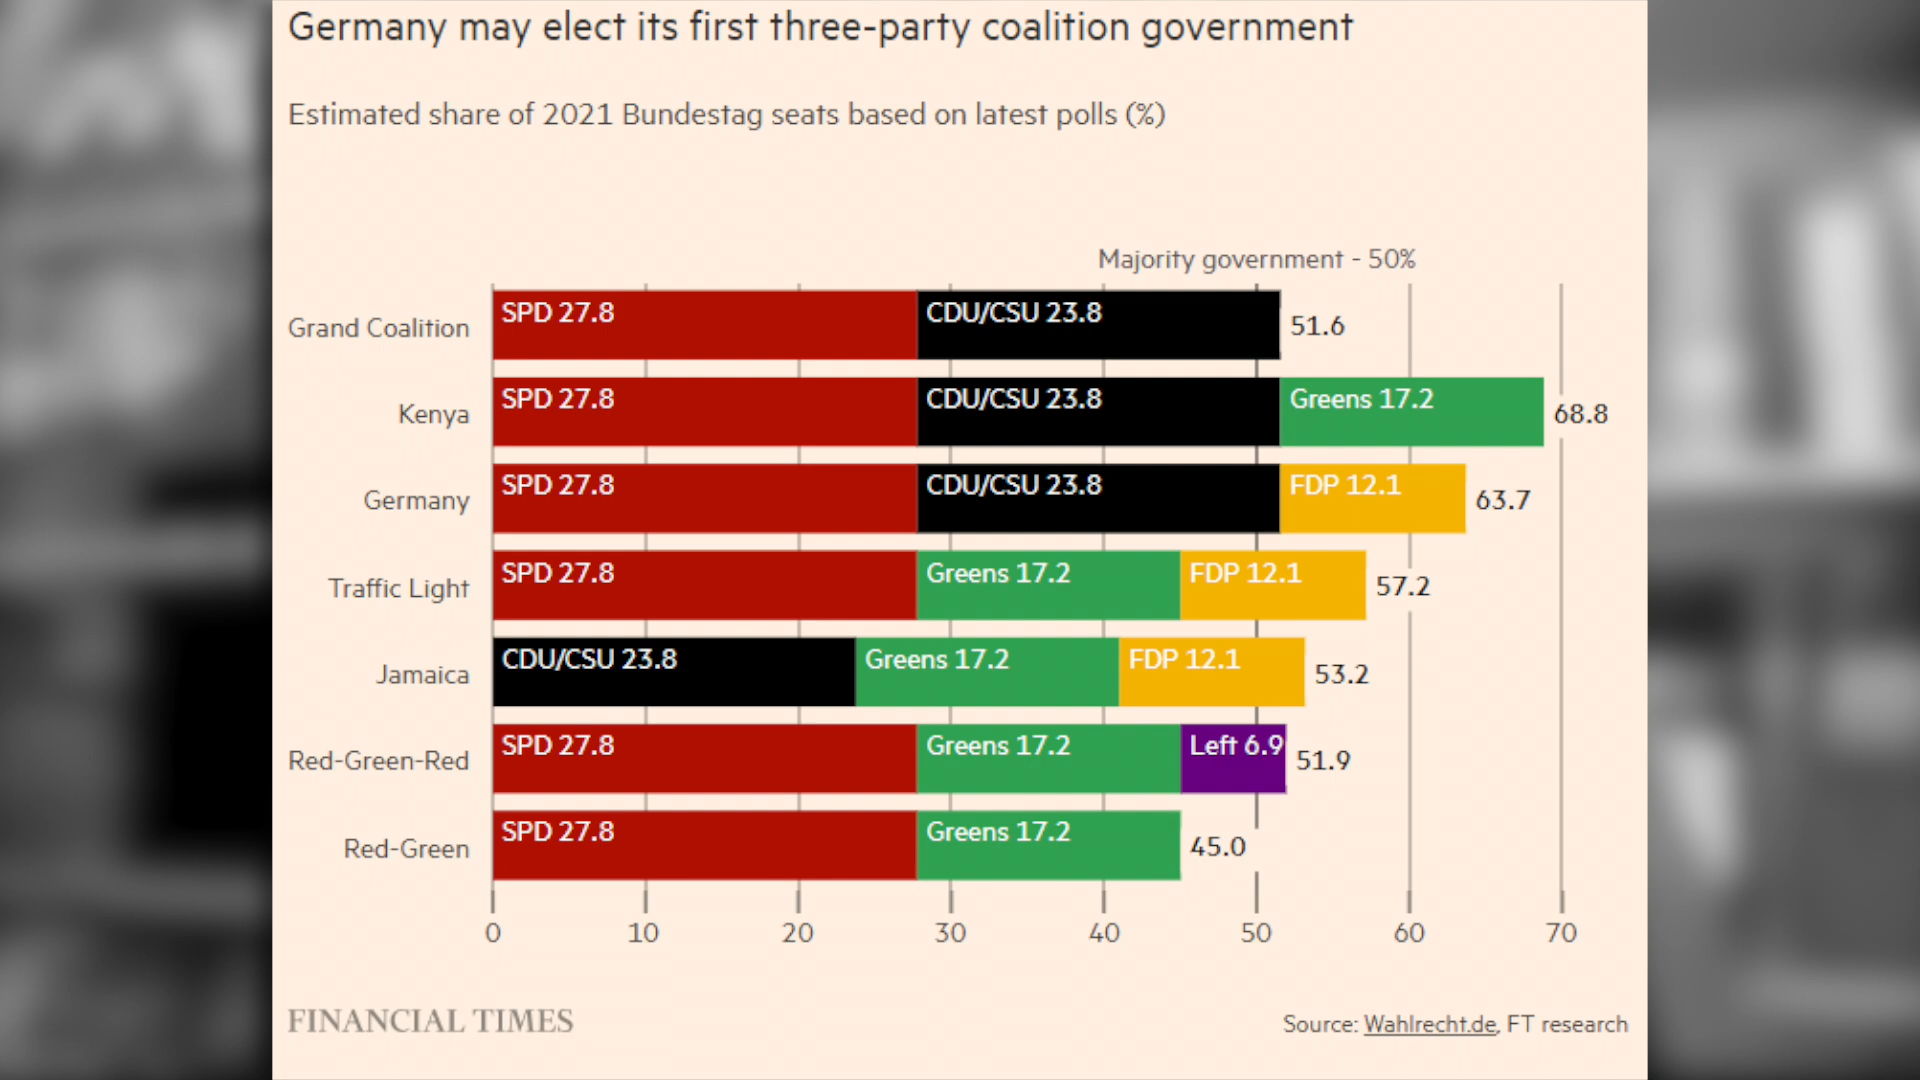 Germany may elect its first three-party coalition government
Estimated share of 2021 Bundestag seats based on latest polls (%)
Majority government - 50%
Grand Coalition SPD 27.8 CDU/CSU 23.8 51.6
Kenya SPD 27.8 CDU/CSU 23.8 Greens 17.2 68.8
Germany SPD 27.8 CDU/CSU 23.8 FDP 12.1 63.7
Traffic Light SPD 27.8 Greens 17.2 FDP 12.1 57.2
Jamaica CDU/CSU 23.8 Greens 17.2 FDP 12.1 53.2
Red-Green-Red SPD 27.8 Greens 17.2 Left 6.9 51.9
Red-Green SPD 27.8 Greens 17.2 45.0
0 10 20 30 40 50 60 70
FINANCIAL TIMES
Source: Wahlrecht.de, FT research